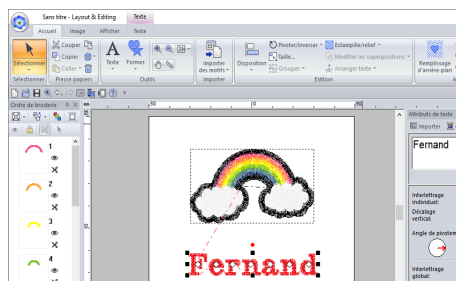 Sans titre - Layout & Editing Texte
Accueil Image Afficher Texte
Sélectionner Couper Copier Coller Texte Formes Importer des motifs Disposition Pivoter/Inverser Taille... Grouper Estampille/relief Modifier les superpositions Arranger texte Remplissage d'arrière-plan
Sélectionner Presse-papiers Outils Importer Edition
Ordre de broderie
50 0 50
Attributs de texte
Importer
1
Fernand
2
3
4
Interlettrage individuel:
Décalage vertical:
Angle de pivotem
Interlettrage global:
Fernand